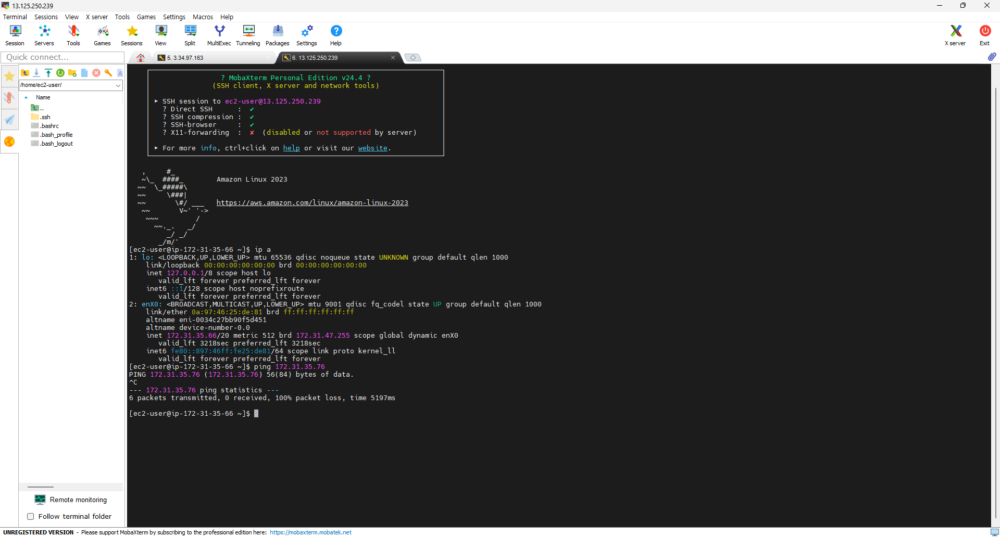 13.125.250.239
Terminal Sessions View X server Tools Games Settings Macros Help
Session Servers Tools Games Sessions View Split MultiExec Tunneling Packages Settings Help X server Exit
Quick connect...
5. 3.34.97.163
6. 13.125.250.239
/home/ec2-user/
Name
..
.ssh
.bashrc
.bash_profile
.bash_logout
? MobaXterm Personal Edition v24.4 ?
(SSH client, X server and network tools)
➤ SSH session to ec2-user@13.125.250.239
? Direct SSH : ✔
? SSH compression : ✔
? SSH-browser : ✔
? X11-forwarding : ✘ (disabled or not supported by server)
➤ For more info, ctrl+click on help or visit our website.
,     #_
~\_  ####_        Amazon Linux 2023
~~  \_#####\
~~     \###|
~~       \#/ ___   https://aws.amazon.com/linux/amazon-linux-2023
~~       V~' '->
~~~         /
~~._.   _/
_/ _/
_/m/'
[ec2-user@ip-172-31-35-66 ~]$ ip a
1: lo: <LOOPBACK,UP,LOWER_UP> mtu 65536 qdisc noqueue state UNKNOWN group default qlen 1000
link/loopback 00:00:00:00:00:00 brd 00:00:00:00:00:00
inet 127.0.0.1/8 scope host lo
valid_lft forever preferred_lft forever
inet6 ::1/128 scope host noprefixroute
valid_lft forever preferred_lft forever
2: enX0: <BROADCAST,MULTICAST,UP,LOWER_UP> mtu 9001 qdisc fq_codel state UP group default qlen 1000
link/ether 0a:97:46:25:de:81 brd ff:ff:ff:ff:ff:ff
altname eni-0034c27bb90f5d451
altname device-number-0.0
inet 172.31.35.66/20 metric 512 brd 172.31.47.255 scope global dynamic enX0
valid_lft 3218sec preferred_lft 3218sec
inet6 fe80::897:46ff:fe25:de81/64 scope link proto kernel_ll
valid_lft forever preferred_lft forever
[ec2-user@ip-172-31-35-66 ~]$ ping 172.31.35.76
PING 172.31.35.76 (172.31.35.76) 56(84) bytes of data.
^C
--- 172.31.35.76 ping statistics ---
6 packets transmitted, 0 received, 100% packet loss, time 5197ms
[ec2-user@ip-172-31-35-66 ~]$
Remote monitoring
Follow terminal folder
UNREGISTERED VERSION - Please support MobaXterm by subscribing to the professional edition here: https://mobaxterm.mobatek.net